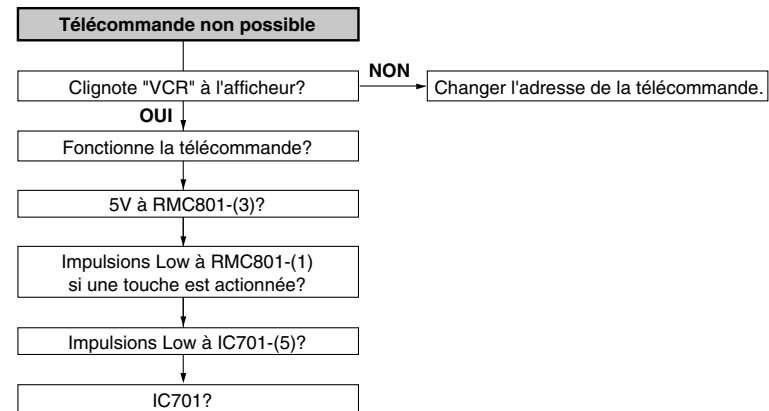 Télécommande non possible
Clignote "VCR" à l'afficheur?
NON
Changer l'adresse de la télécommande.
OUI
Fonctionne la télécommande?
5V à RMC801-(3)?
Impulsions Low à RMC801-(1)
si une touche est actionnée?
Impulsions Low à IC701-(5)?
IC701?